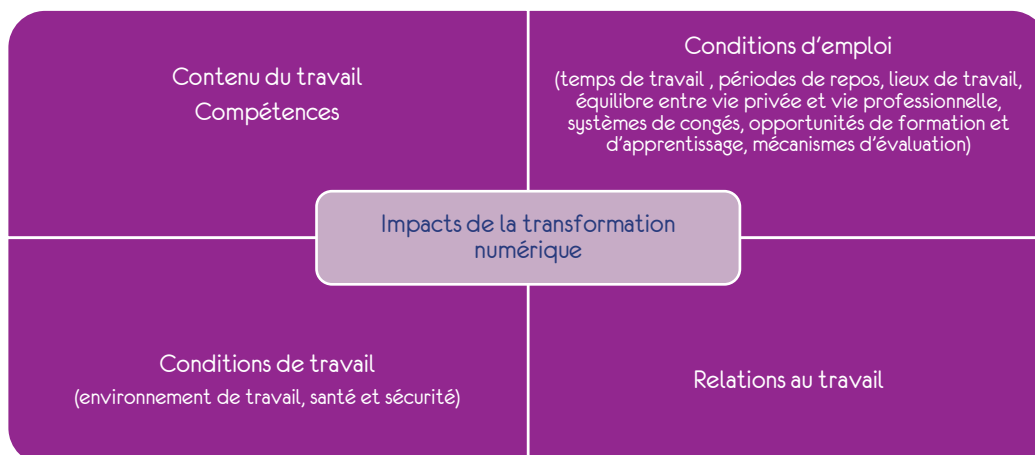 Contenu du travail
Compétences
Conditions d'emploi
(temps de travail , périodes de repos, lieux de travail,
équilibre entre vie privée et vie professionnelle,
systèmes de congés, opportunités de formation et
d'apprentissage, mécanismes d'évaluation)
Impacts de la transformation
numérique
Conditions de travail
(environnement de travail, santé et sécurité)
Relations au travail